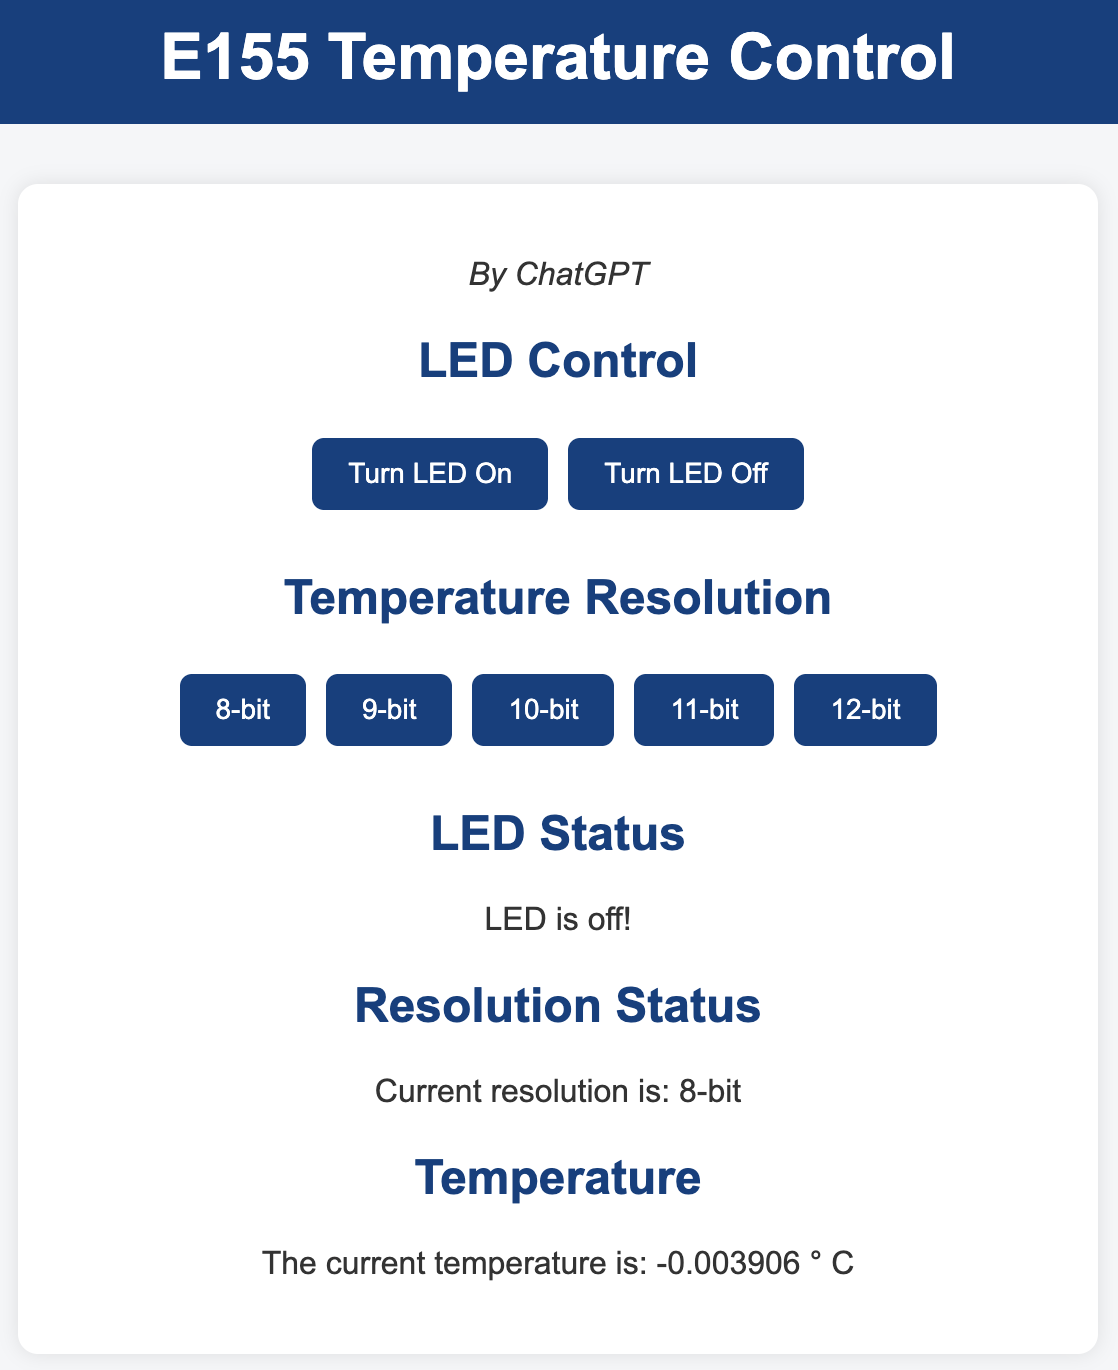 E155 Temperature Control
By ChatGPT
LED Control
Turn LED On Turn LED Off
Temperature Resolution
8-bit 9-bit 10-bit 11-bit 12-bit
LED Status
LED is off!
Resolution Status
Current resolution is: 8-bit
Temperature
The current temperature is: -0.003906 ° C